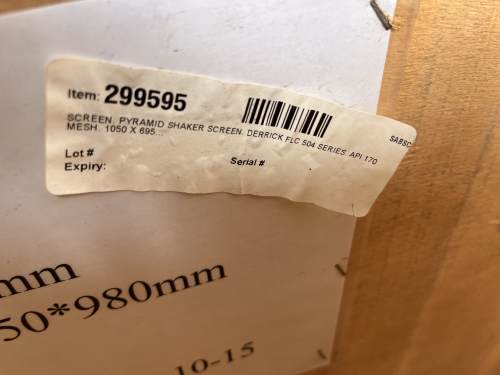 Item: 299595
SCREEN, PYRAMID SHAKER SCREEN, DERRICK FLC 504 SERIES: API 170
MESH, 1050 X 695...
SABSC
Lot #
Serial #
Expiry:
mm
50*980mm
10-15